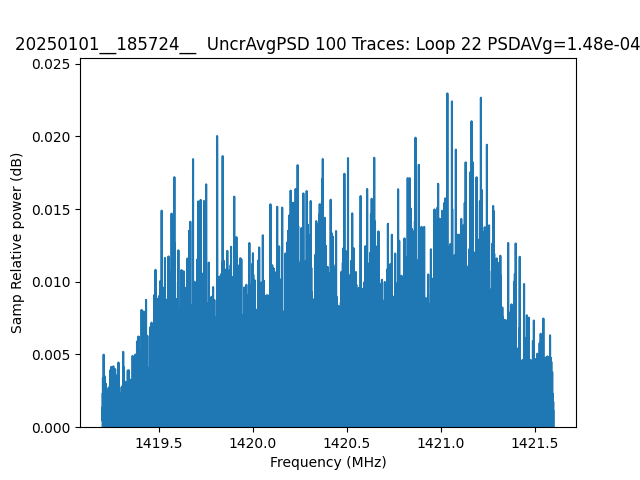 20250101__185724__ UncrAvgPSD 100 Traces: Loop 22 PSDAVg=1.48e-04
0.025
0.020
0.015
0.010
0.005
0.000
Samp Relative power (dB)
1419.5 1420.0 1420.5 1421.0 1421.5
Frequency (MHz)